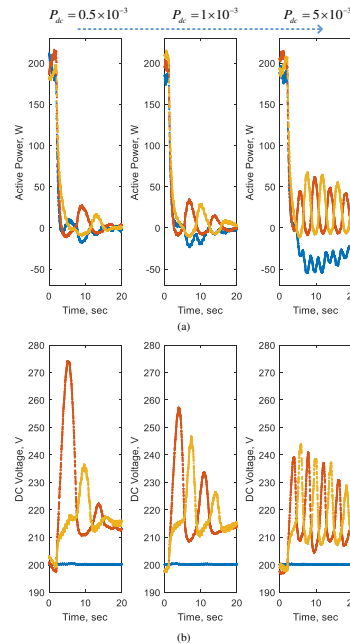 P_dc = 0.5×10⁻³ P_dc = 1×10⁻³ P_dc = 5×10⁻³
Active Power, W
200
150
100
50
0
-50
0 10 20
Time, sec
Active Power, W
200
150
100
50
0
-50
0 10 20
Time, sec
Active Power, W
200
150
100
50
0
-50
0 10 20
Time, sec
(a)
DC Voltage, V
280
270
260
250
240
230
220
210
200
190
0 10 20
Time, sec
DC Voltage, V
280
270
260
250
240
230
220
210
200
190
0 10 20
Time, sec
DC Voltage, V
280
270
260
250
240
230
220
210
200
190
0 10 20
Time, sec
(b)